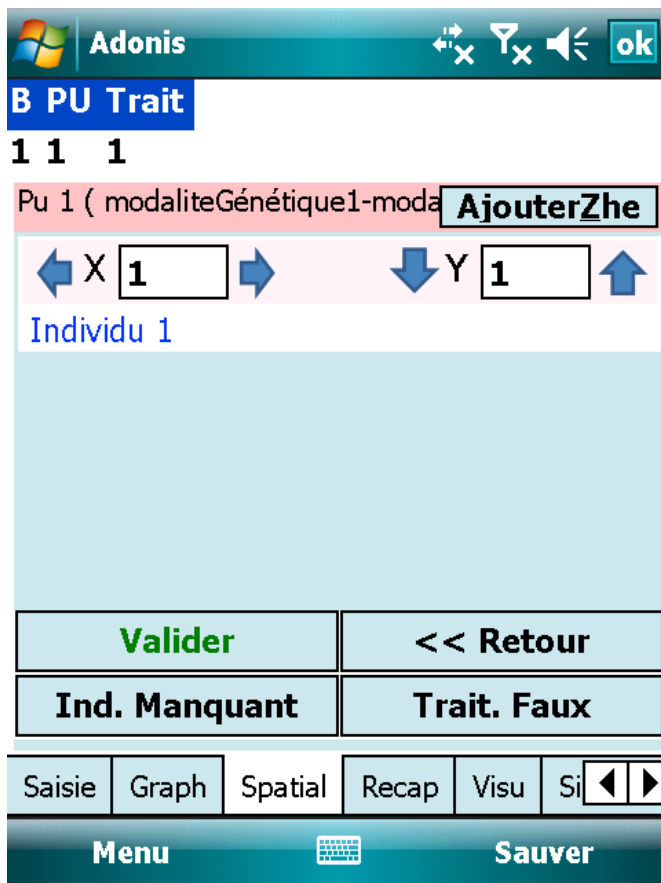 Adonis ok
B PU Trait
1 1 1
Pu 1 ( modaliteGénétique1-moda AjouterZhe
X 1 Y 1
Individu 1
Valider << Retour
Ind. Manquant Trait. Faux
Saisie Graph Spatial Recap Visu Si
Menu Sauver